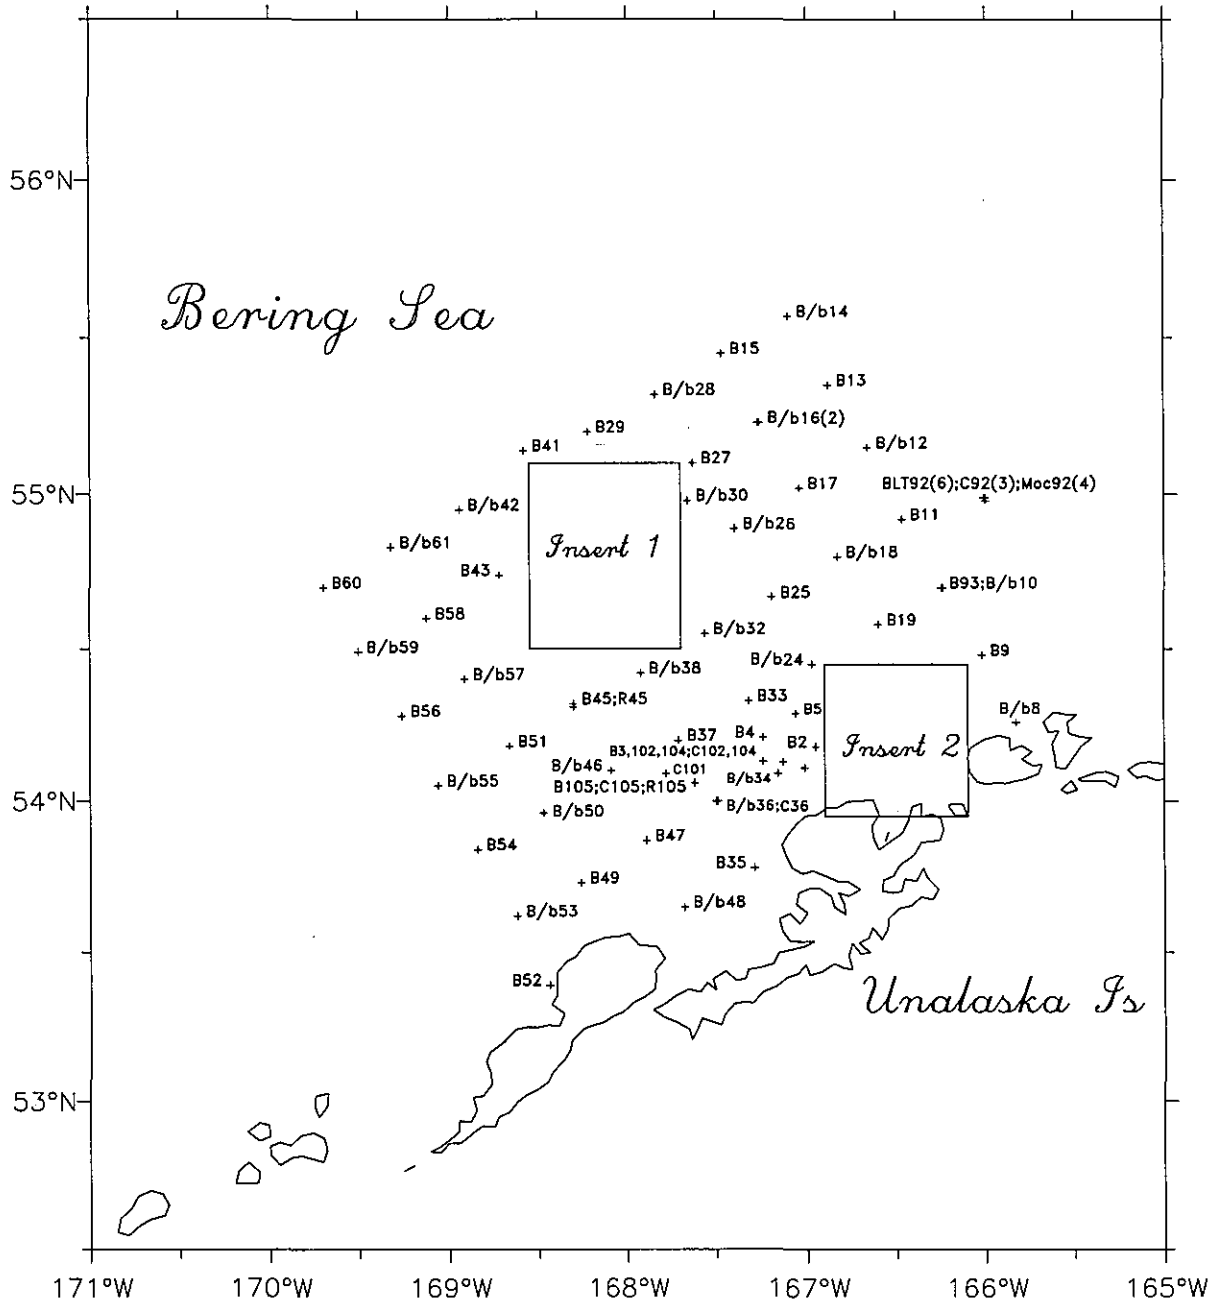 56°N
Bering Sea
B/b14
B15
B13
B/b28
B/b16(2)
B29
B/b12
B41
B27
BLT92(6);C92(3);Moc92(4)
B17
B/b30
B/b42
B11
B/b26
55°N
B/b61
Insert 1
B/b18
B43
B60
B93;B/b10
B25
B58
B19
B/b32
B/b59
B9
B/b24
B/b57
B/b38
B45;R45
B33
B/b8
B56
B5
B51
B37
B4
B2
Insert 2
B3,102,104;C102,104
B/b46
C101
B/b34
B/b55
B105;C105;R105
54°N
B/b50
B/b36;C36
B54
B47
B35
B49
B/b53
B/b48
B52
Unalaska Is
53°N
171°W 170°W 169°W 168°W 167°W 166°W 165°W